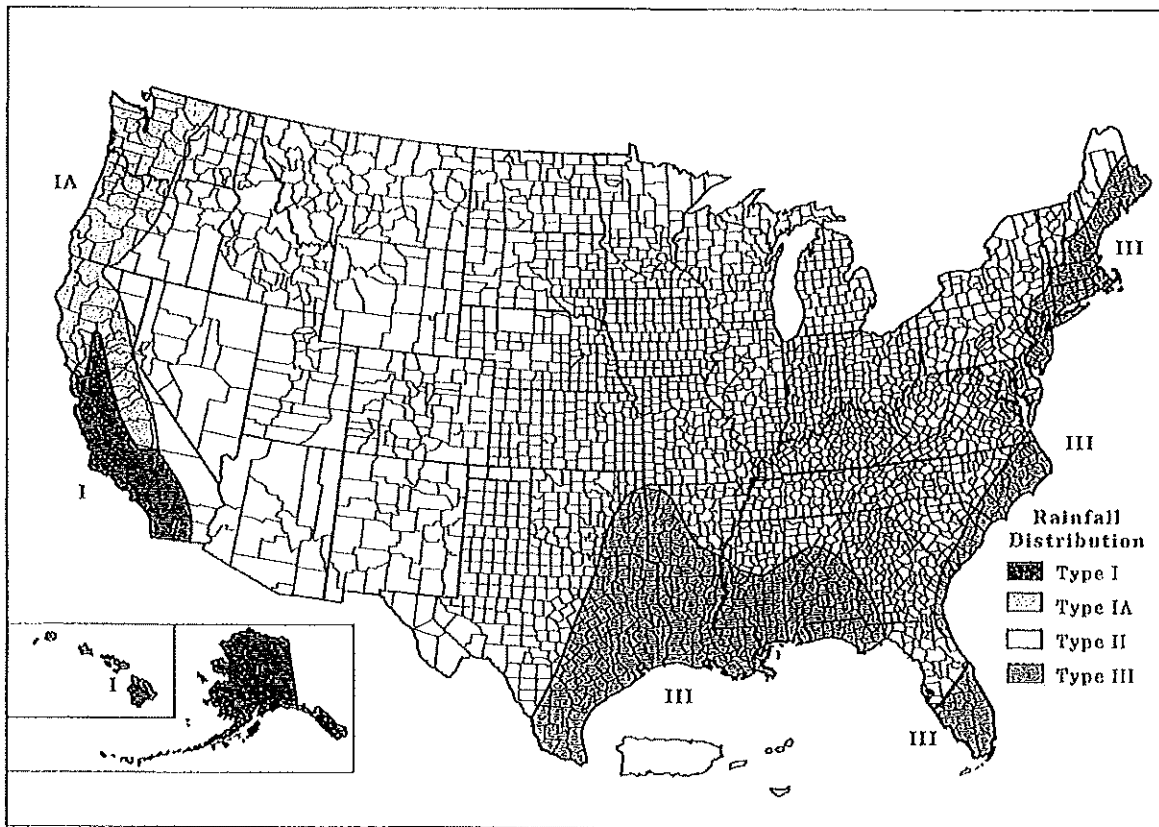 IA
III
III
I
Rainfall
Distribution
Type I
Type IA
Type II
Type III
I
III
III